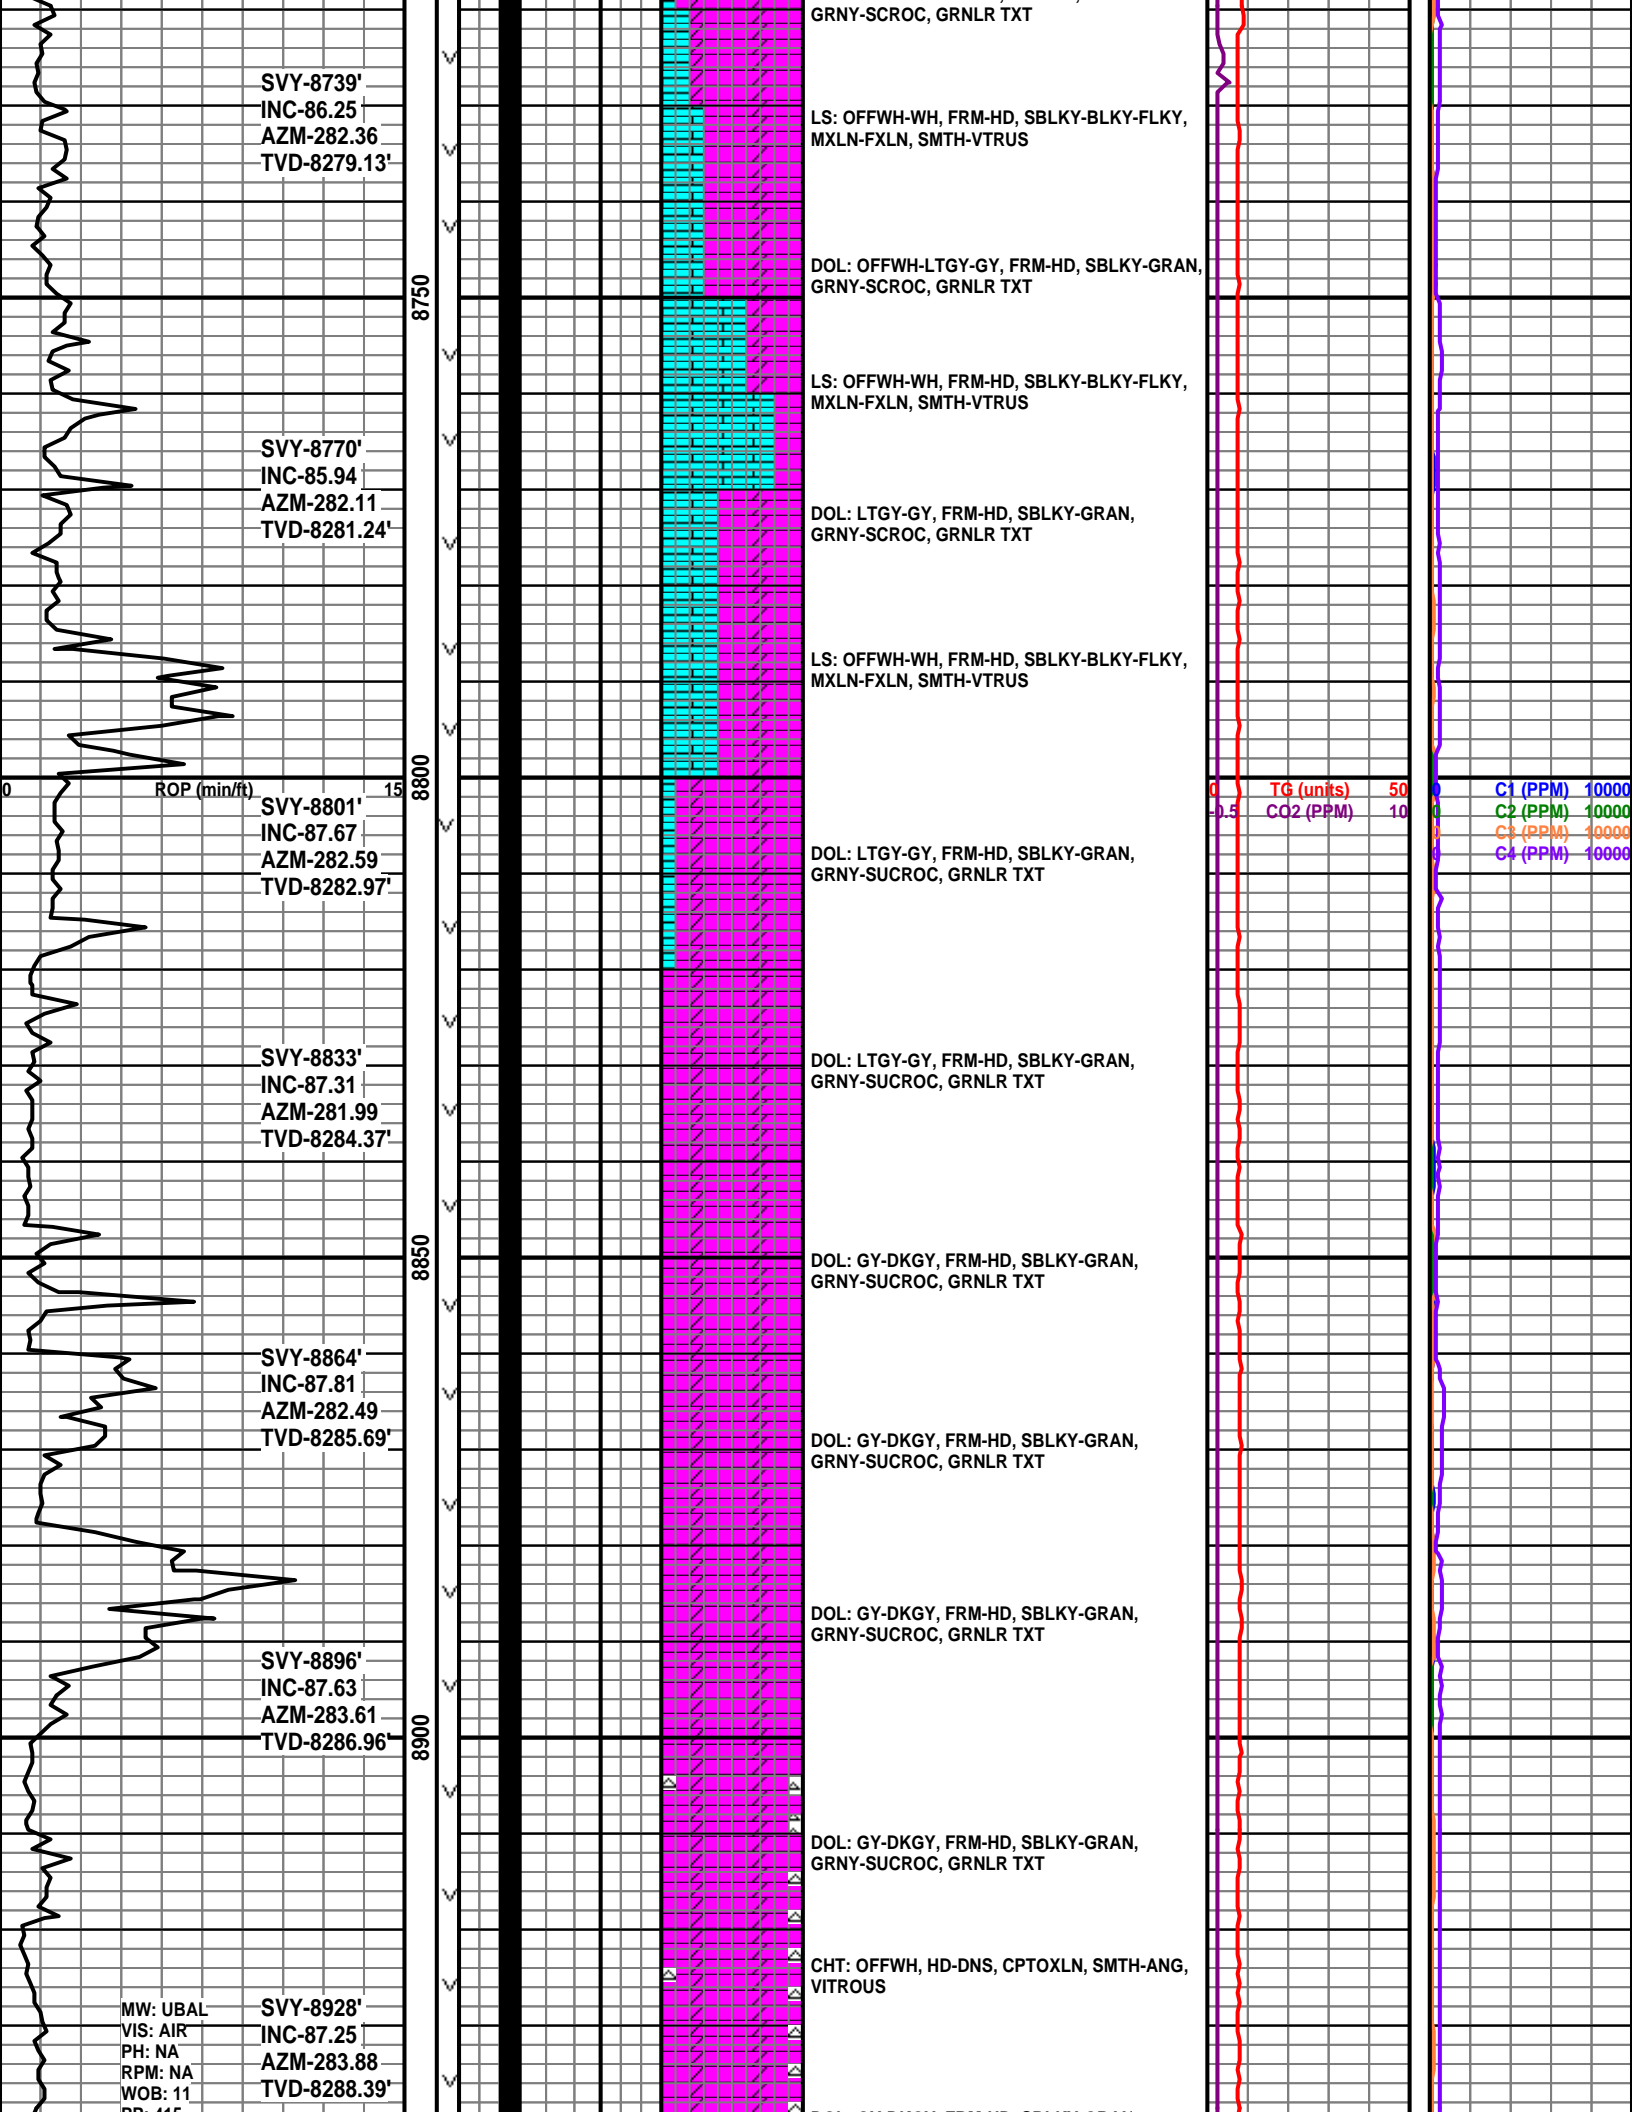 GRNY-SCROC, GRNLR TXT
SVY-8739'
INC-86.25
AZM-282.36
TVD-8279.13'
LS: OFFWH-WH, FRM-HD, SBLKY-BLKY-FLKY,
MXLN-FXLN, SMTH-VTRUS
DOL: OFFWH-LTGY-GY, FRM-HD, SBLKY-GRAN,
GRNY-SCROC, GRNLR TXT
8750
LS: OFFWH-WH, FRM-HD, SBLKY-BLKY-FLKY,
MXLN-FXLN, SMTH-VTRUS
SVY-8770'
INC-85.94
AZM-282.11
TVD-8281.24'
DOL: LTGY-GY, FRM-HD, SBLKY-GRAN,
GRNY-SCROC, GRNLR TXT
LS: OFFWH-WH, FRM-HD, SBLKY-BLKY-FLKY,
MXLN-FXLN, SMTH-VTRUS
8800
0 ROP (min/ft) 15
0 TG (units) 50
-0.5 CO2 (PPM) 10
0 C1 (PPM) 10000
0 C2 (PPM) 10000
0 C3 (PPM) 10000
0 C4 (PPM) 10000
SVY-8801'
INC-87.67
AZM-282.59
TVD-8282.97'
DOL: LTGY-GY, FRM-HD, SBLKY-GRAN,
GRNY-SUCROC, GRNLR TXT
SVY-8833'
INC-87.31
AZM-281.99
TVD-8284.37'
DOL: LTGY-GY, FRM-HD, SBLKY-GRAN,
GRNY-SUCROC, GRNLR TXT
8850
DOL: GY-DKGY, FRM-HD, SBLKY-GRAN,
GRNY-SUCROC, GRNLR TXT
SVY-8864'
INC-87.81
AZM-282.49
TVD-8285.69'
DOL: GY-DKGY, FRM-HD, SBLKY-GRAN,
GRNY-SUCROC, GRNLR TXT
DOL: GY-DKGY, FRM-HD, SBLKY-GRAN,
GRNY-SUCROC, GRNLR TXT
SVY-8896'
INC-87.63
AZM-283.61
TVD-8286.96'
8900
DOL: GY-DKGY, FRM-HD, SBLKY-GRAN,
GRNY-SUCROC, GRNLR TXT
CHT: OFFWH, HD-DNS, CPTOXLN, SMTH-ANG,
VITROUS
MW: UBAL
VIS: AIR
PH: NA
RPM: NA
WOB: 11
SVY-8928'
INC-87.25
AZM-283.88
TVD-8288.39'